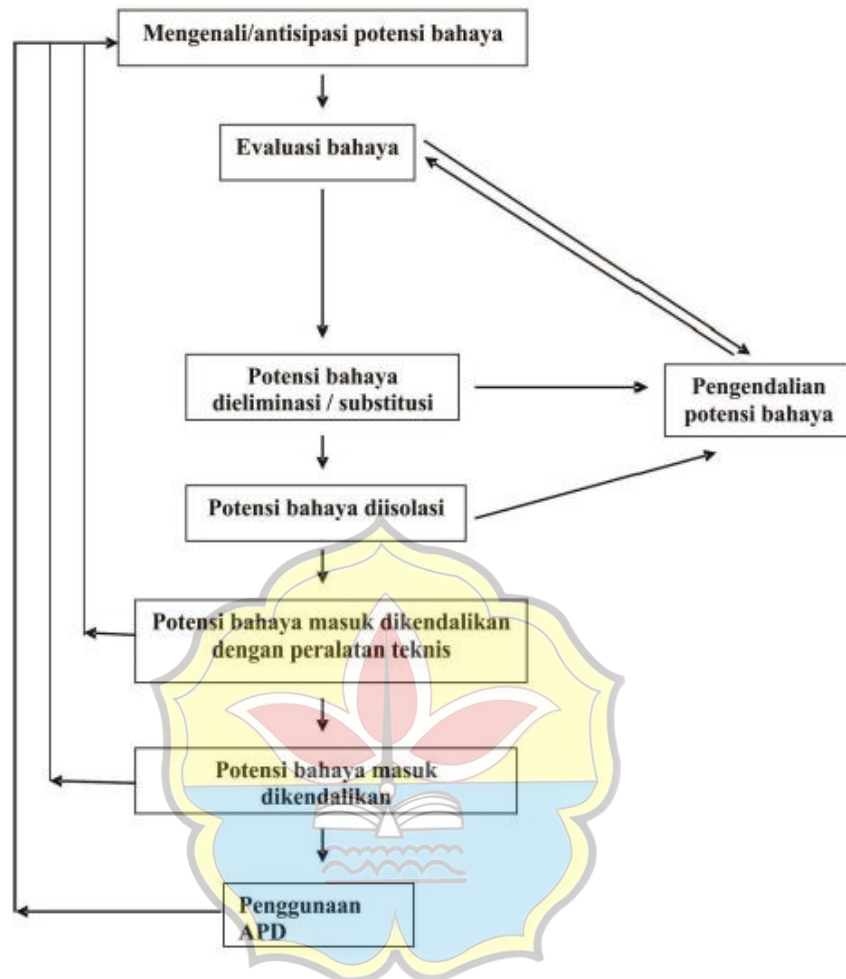 Mengenali/antisipasi potensi bahaya
Evaluasi bahaya
Potensi bahaya
dieliminasi / substitusi
Pengendalian
potensi bahaya
Potensi bahaya diisolasi
Potensi bahaya masuk dikendalikan
dengan peralatan teknis
Potensi bahaya masuk
dikendalikan
Penggunaan
APD